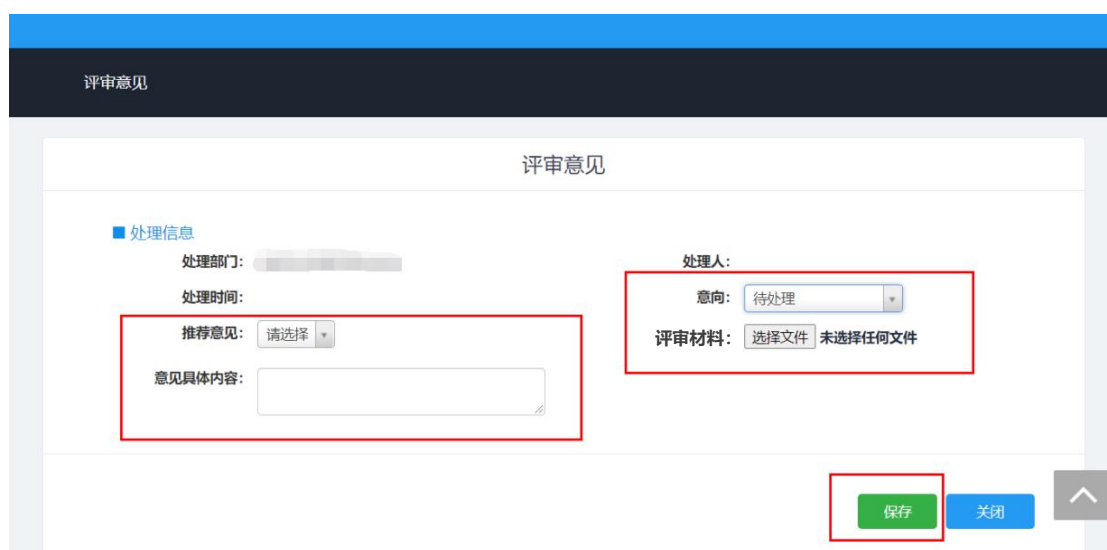 评审意见
评审意见
处理信息
处理部门： 处理人：
处理时间： 意向： 待处理
推荐意见： 请选择 评审材料： 选择文件 未选择任何文件
意见具体内容：
保存 关闭